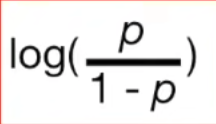 log(p / 1 - p)